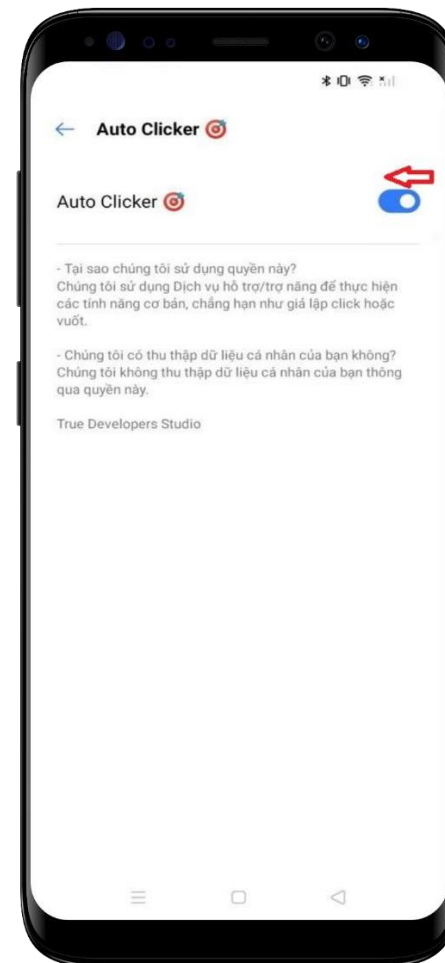 Auto Clicker
Auto Clicker
- Tại sao chúng tôi sử dụng quyền này?
Chúng tôi sử dụng Dịch vụ hỗ trợ/trợ năng để thực hiện
các tính năng cơ bản, chẳng hạn như giả lập click hoặc
vuốt.
- Chúng tôi có thu thập dữ liệu cá nhân của bạn không?
Chúng tôi không thu thập dữ liệu cá nhân của bạn thông
qua quyền này.
True Developers Studio